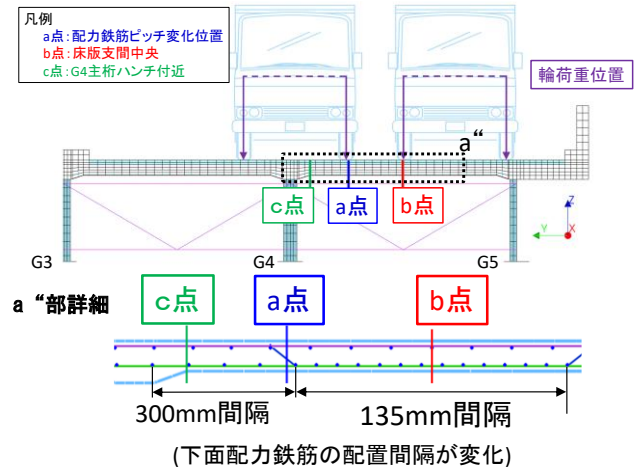 凡例
a点:配力鉄筋ピッチ変化位置
b点:床版支間中央
c点:G4主桁ハンチ付近
輪荷重位置
a“
c点
a点
b点
Z
Y
X
G3
G4
G5
a“部詳細
c点
a点
b点
300mm間隔
135mm間隔
(下面配力鉄筋の配置間隔が変化)